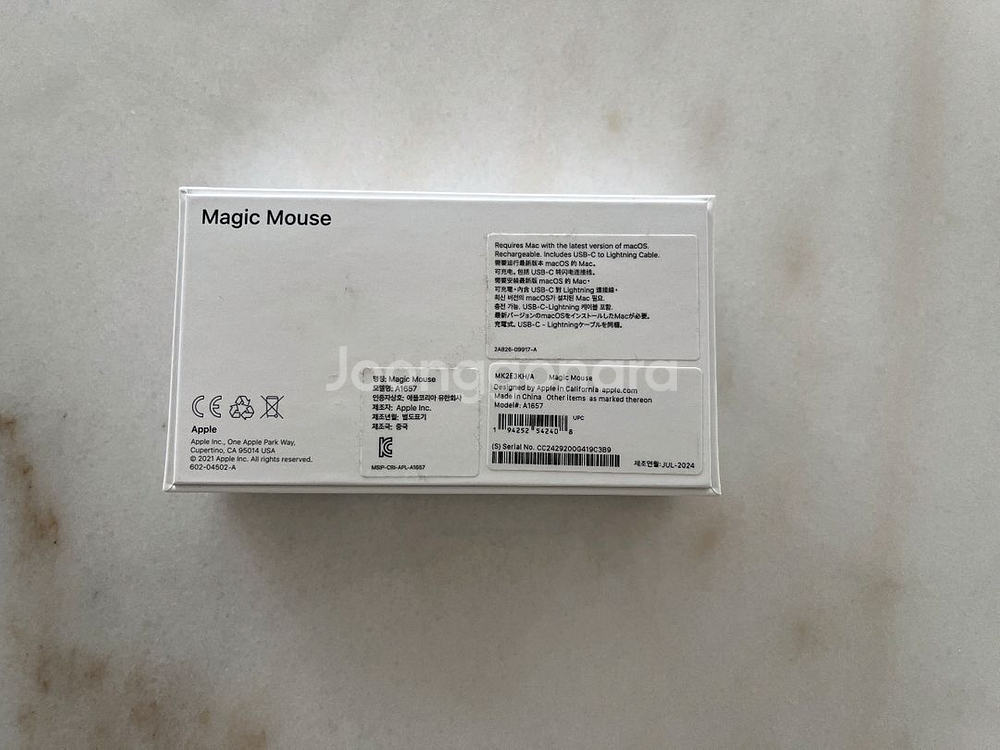 Magic Mouse
Requires Mac with the latest version of macOS.
Rechargeable. Includes USB-C to Lightning Cable.
需要运行最新版本 macOS 的 Mac。
可充电。包括 USB-C 转闪电连接线。
需要安裝最新版 macOS 的 Mac。
可充電。內含 USB-C 對 Lightning 連接線。
최신 버전의 macOS가 설치된 Mac 필요.
충전 가능. USB-C-Lightning 케이블 포함.
最新バージョンのmacOSをインストールしたMacが必要。
充電式。USB-C - Lightningケーブルを同梱。
2AB26-09917-A
Joonggonara
명칭: Magic Mouse
모델명: A1657
인증자상호: 애플코리아 유한회사
제조자: Apple Inc.
제조년월: 별도표기
제조국: 중국
MSIP-CRI-APL-A1657
MK2E3KH/A Magic Mouse
Designed by Apple in California apple.com
Made in China Other items as marked thereon
Model#: A1657
UPC
1 94252 54240 8
(S) Serial No. CC2429200G419C3B9
제조연월:JUL-2024
CE
Apple
Apple Inc., One Apple Park Way,
Cupertino, CA 95014 USA
© 2021 Apple Inc. All rights reserved.
602-04502-A